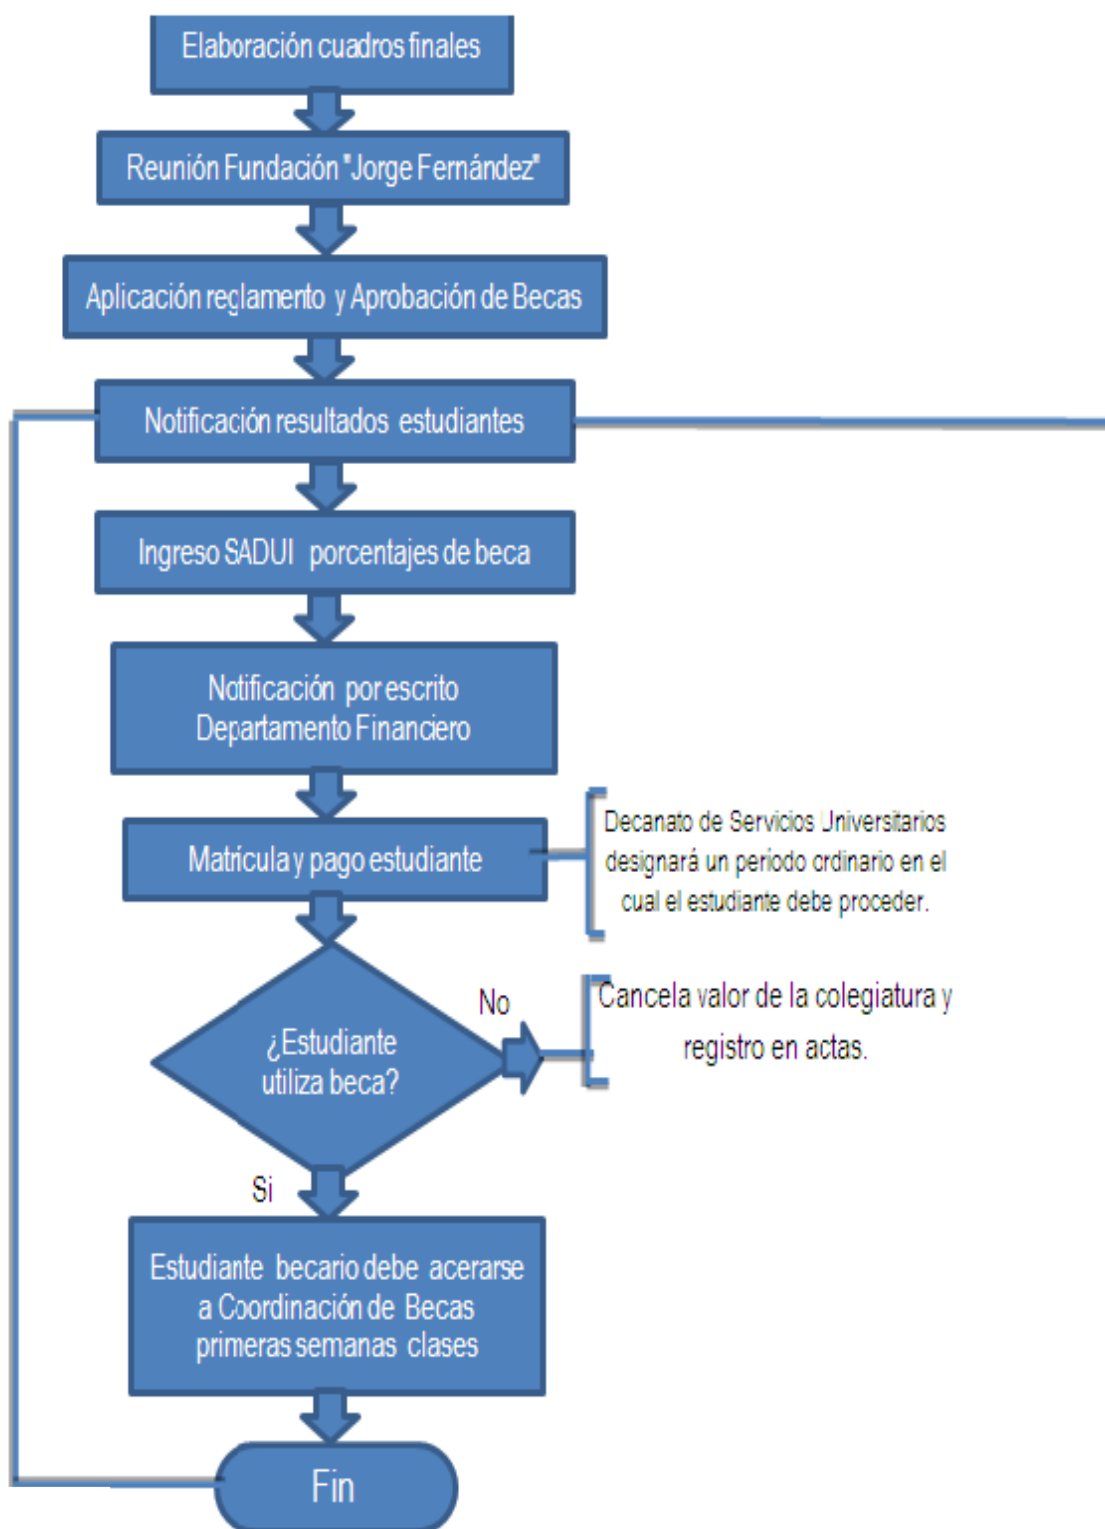 Elaboración cuadros finales
Reunión Fundación "Jorge Fernández"
Aplicación reglamento y Aprobación de Becas
Notificación resultados estudiantes
Ingreso SADUI porcentajes de beca
Notificación por escrito
Departamento Financiero
Matrícula y pago estudiante
Decanato de Servicios Universitarios
designará un período ordinario en el
cual el estudiante debe proceder.
¿Estudiante
utiliza beca?
No
Cancela valor de la colegiatura y
registro en actas.
Si
Estudiante becario debe acerarse
a Coordinación de Becas
primeras semanas clases
Fin